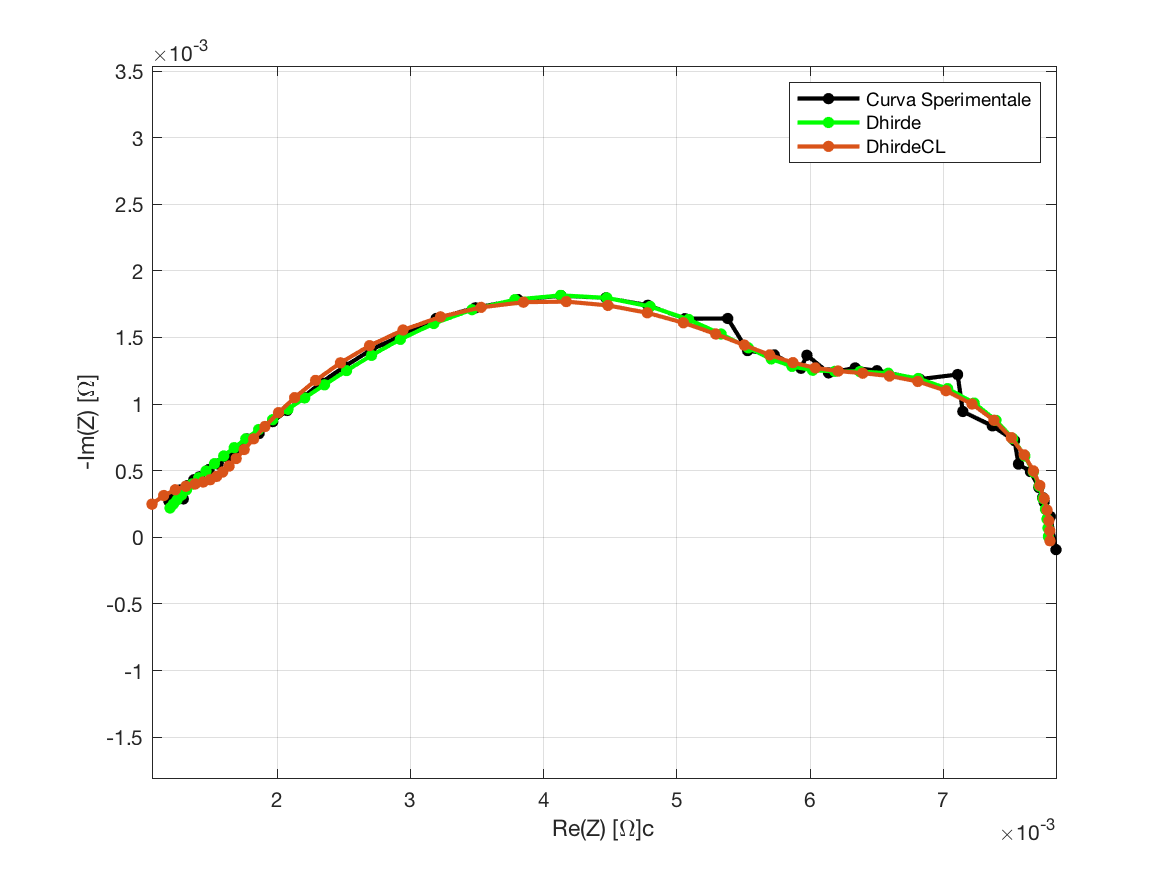 ×10-3
3.5
3
2.5
2
1.5
1
0.5
0
-0.5
-1
-1.5
-Im(Z) [Ω]
Curva Sperimentale
Dhirde
DhirdeCL
2 3 4 5 6 7
Re(Z) [Ω]c
×10-3